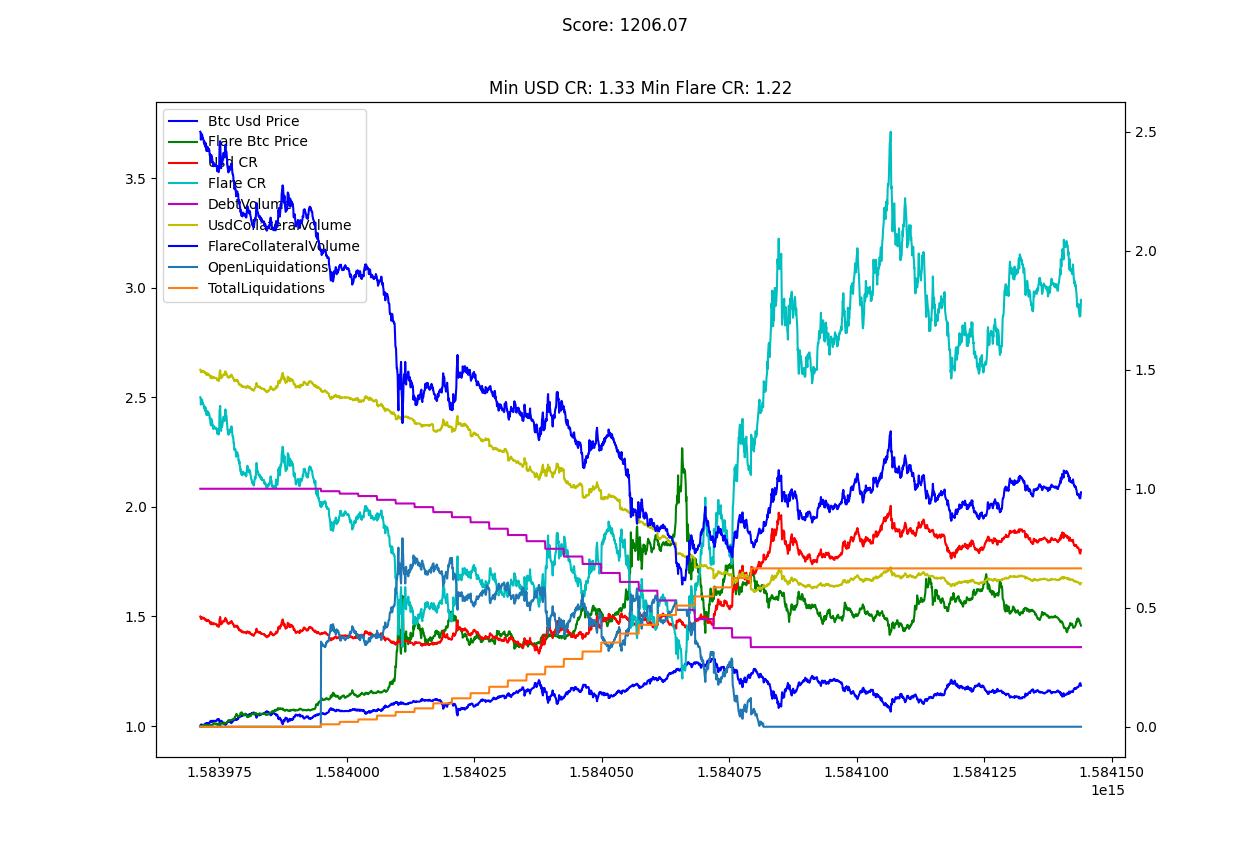 Score: 1206.07
Min USD CR: 1.33 Min Flare CR: 1.22
Btc Usd Price
Flare Btc Price
Usd CR
Flare CR
DebtVolume
UsdCollateralVolume
FlareCollateralVolume
OpenLiquidations
TotalLiquidations
3.5
3.0
2.5
2.0
1.5
1.0
2.5
2.0
1.5
1.0
0.5
0.0
1.583975
1.584000
1.584025
1.584050
1.584075
1.584100
1.584125
1.584150
1e15